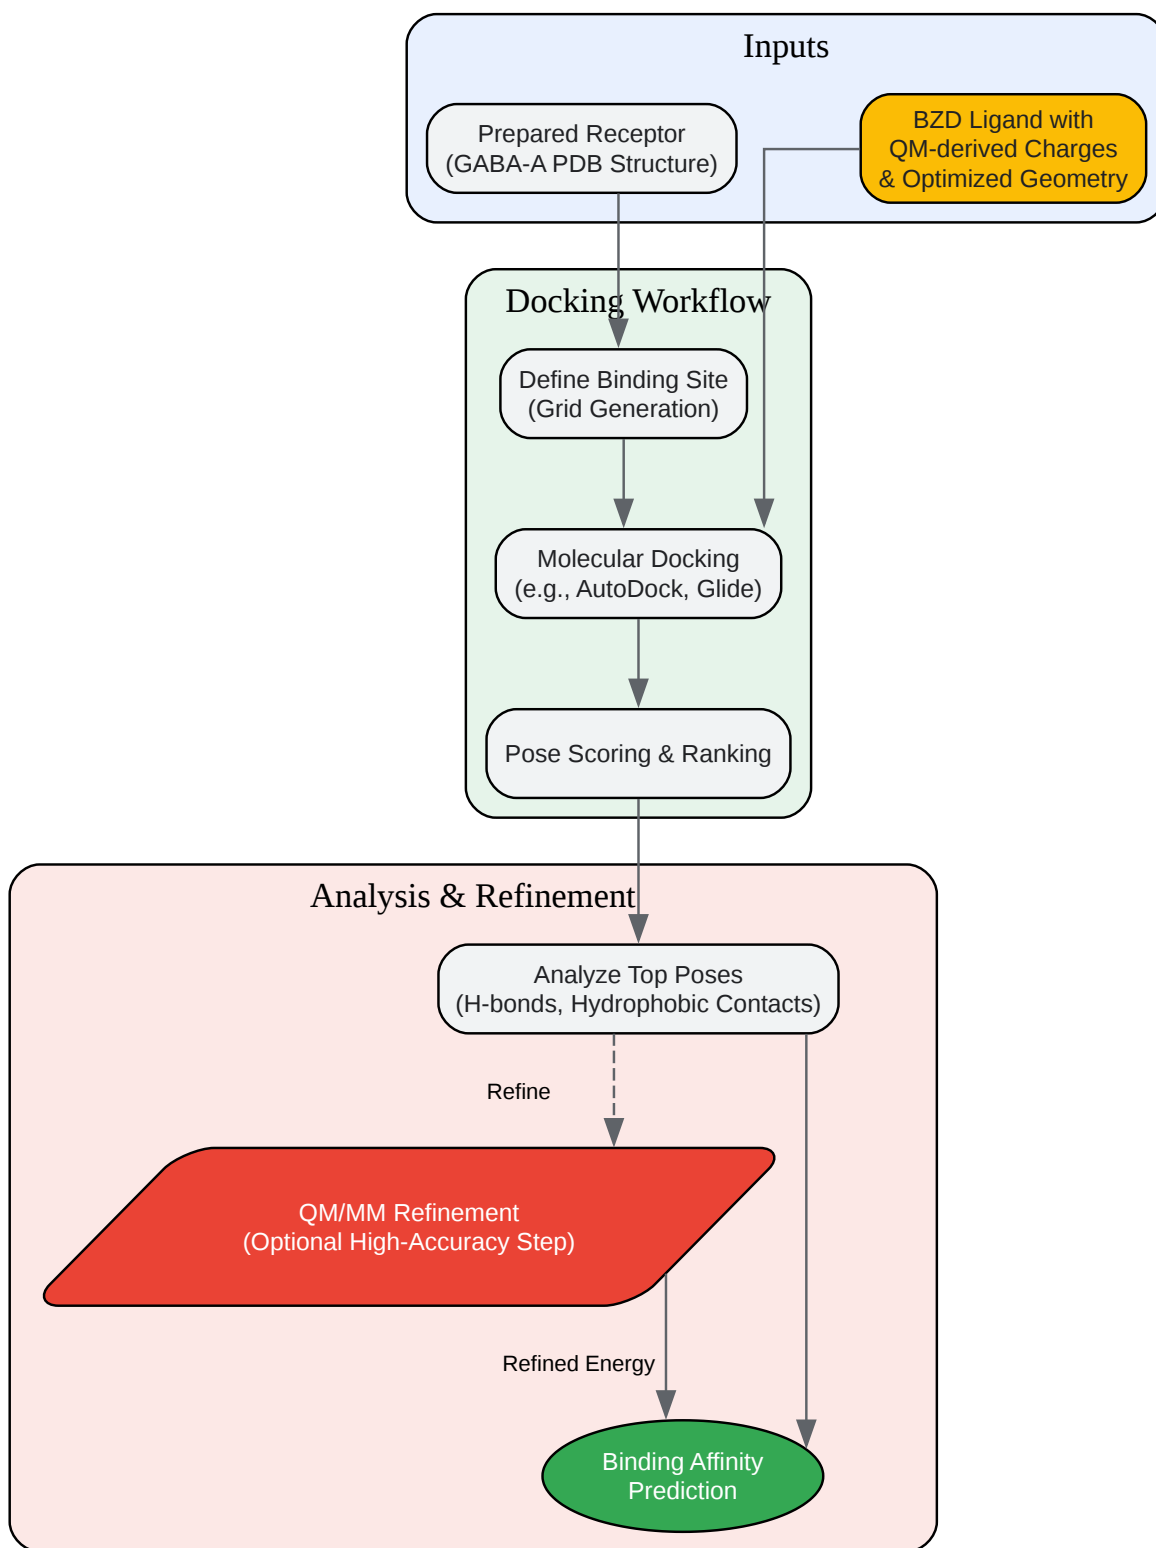 Inputs
Prepared Receptor
(GABA-A PDB Structure)
BZD Ligand with
QM-derived Charges
& Optimized Geometry
Docking Workflow
Define Binding Site
(Grid Generation)
Molecular Docking
(e.g., AutoDock, Glide)
Pose Scoring & Ranking
Analysis & Refinement
Analyze Top Poses
(H-bonds, Hydrophobic Contacts)
Refine
QM/MM Refinement
(Optional High-Accuracy Step)
Refined Energy
Binding Affinity
Prediction